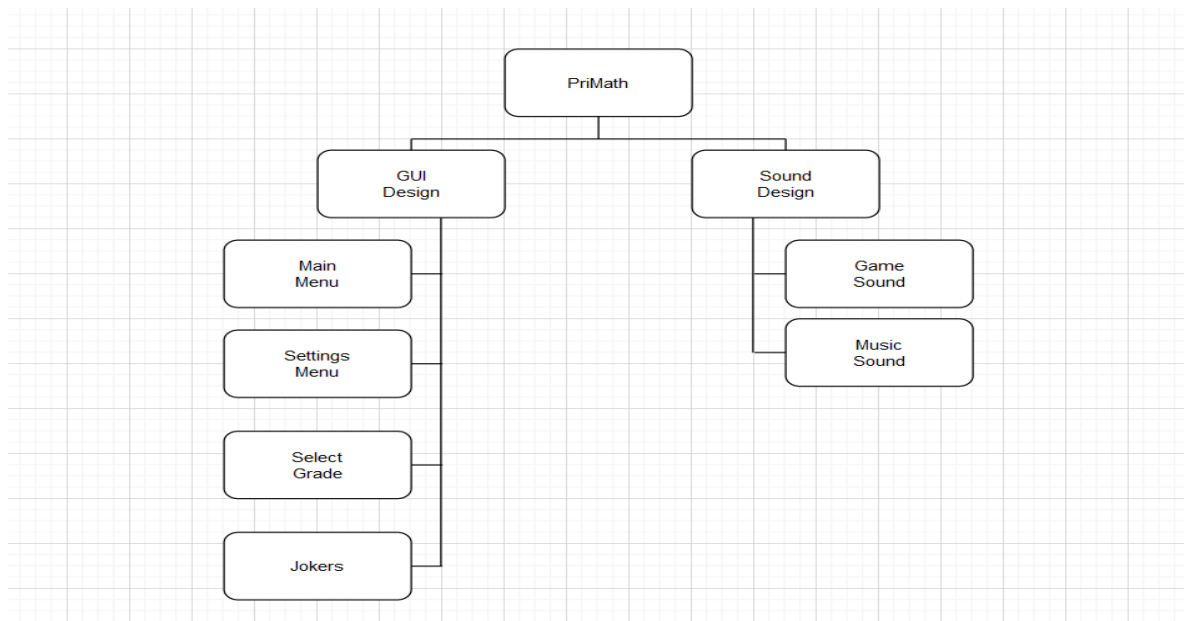 PriMath
GUI
Design
Sound
Design
Main
Menu
Settings
Menu
Select
Grade
Jokers
Game
Sound
Music
Sound